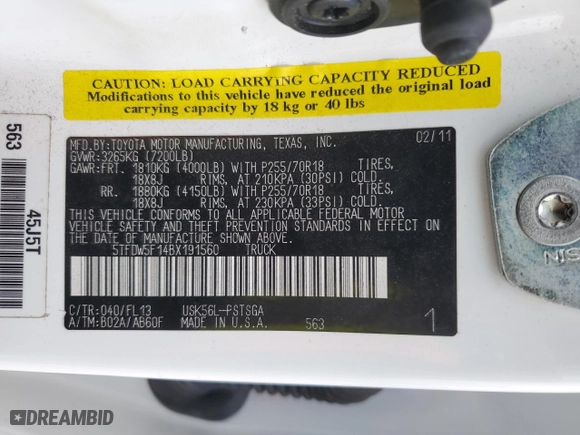 CAUTION: LOAD CARRYING CAPACITY REDUCED
Modifications to this vehicle have reduced the original load
carrying capacity by 18 kg or 40 lbs
563
45J5T
MFD.BY:TOYOTA MOTOR MANUFACTURING, TEXAS, INC. 02/11
GVWR:3265KG (7200LB)
GAWR:FRT. 1810KG (4000LB) WITH P255/70R18 TIRES,
18X8J RIMS, AT 210KPA (30PSI) COLD.
RR. 1880KG (4150LB) WITH P255/70R18 TIRES,
18X8J RIMS, AT 230KPA (33PSI) COLD.
THIS VEHICLE CONFORMS TO ALL APPLICABLE FEDERAL MOTOR
VEHICLE SAFETY AND THEFT PREVENTION STANDARDS IN EFFECT ON
THE DATE OF MANUFACTURE SHOWN ABOVE.
5TFDW5F14BX191560 TRUCK
C/TR:040/FL13 USK56L-PSTSGA
A/TM:B02A/AB60F MADE IN U.S.A. 563 1
NIS
DREAMBID